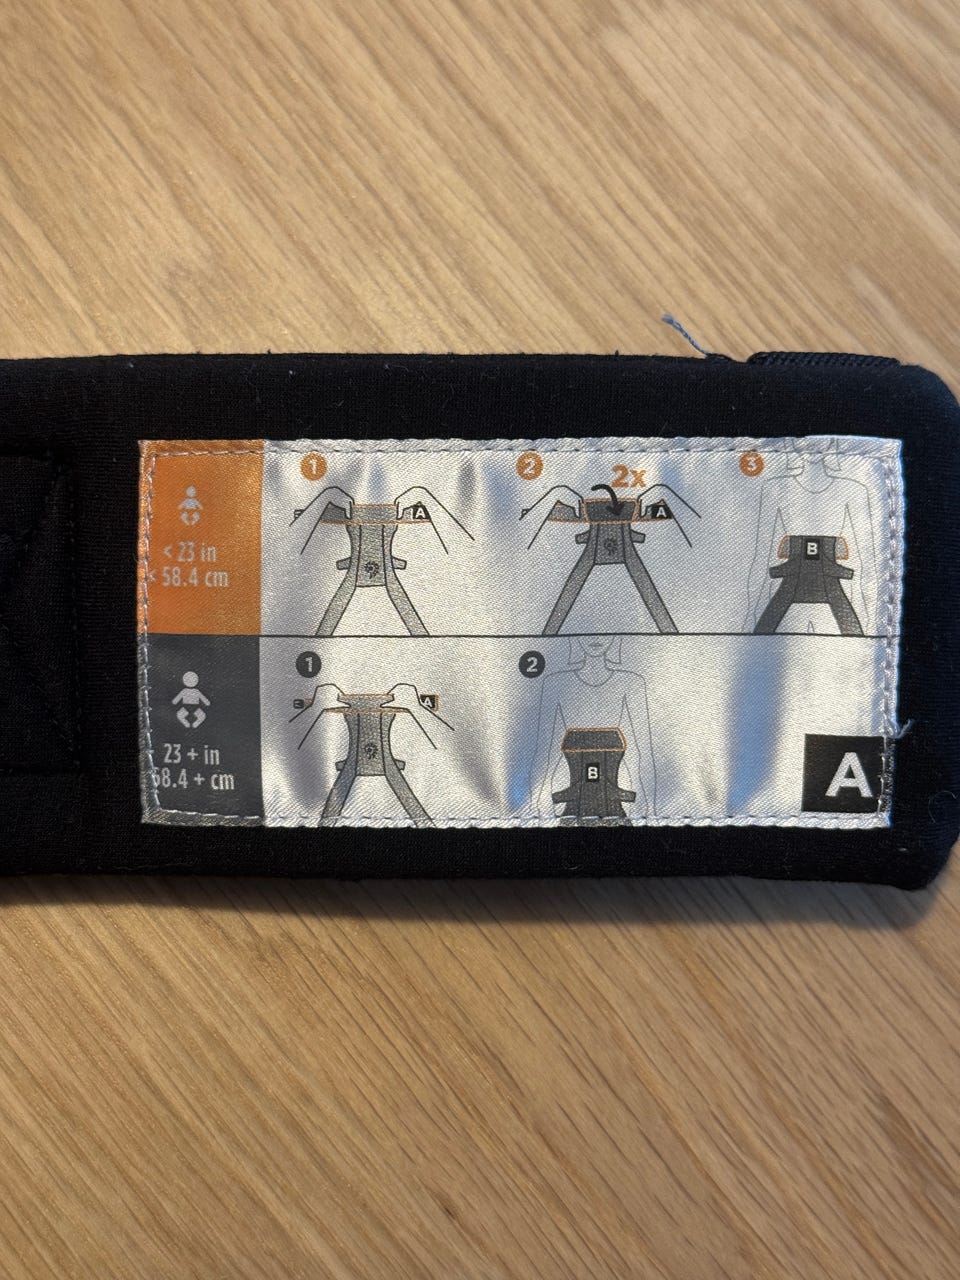 < 23 in
< 58.4 cm
1
A
2
2x
A
3
B
23 + in
58.4 + cm
1
A
2
B
A